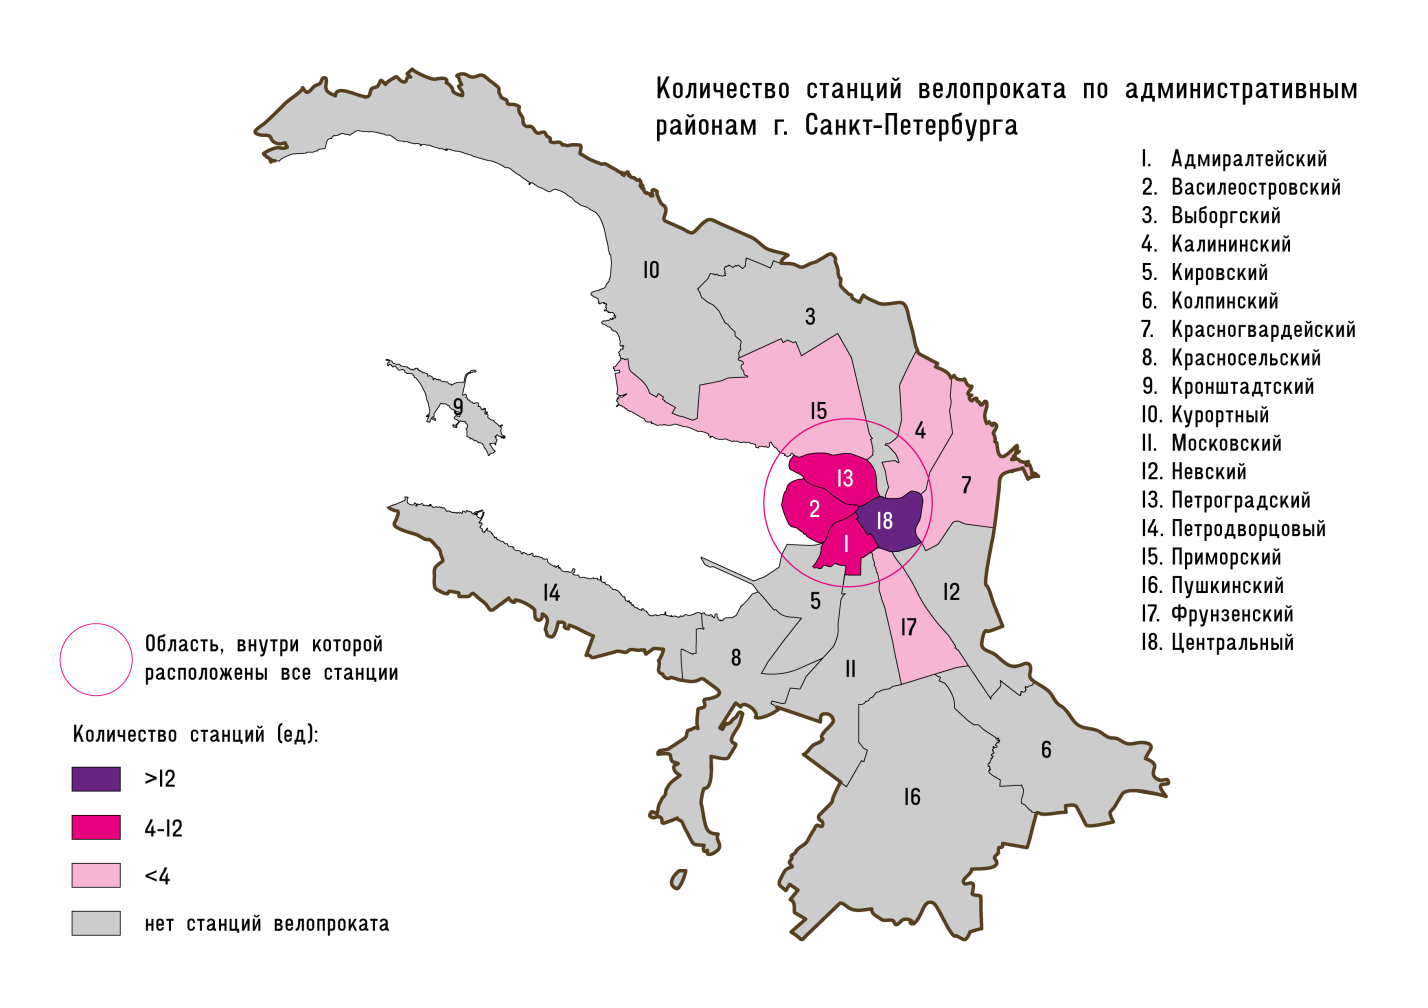 Количество станций велопроката по административным
районам г. Санкт-Петербурга
1. Адмиралтейский
2. Василеостровский
3. Выборгский
4. Калининский
5. Кировский
6. Колпинский
7. Красногвардейский
8. Красносельский
9. Кронштадтский
10. Курортный
11. Московский
12. Невский
13. Петроградский
14. Петродворцовый
15. Приморский
16. Пушкинский
17. Фрунзенский
18. Центральный
10
3
9
15
4
13
7
2
18
1
14
5
12
17
8
11
6
16
Область, внутри которой
расположены все станции
Количество станций (ед):
>12
4-12
<4
нет станций велопроката